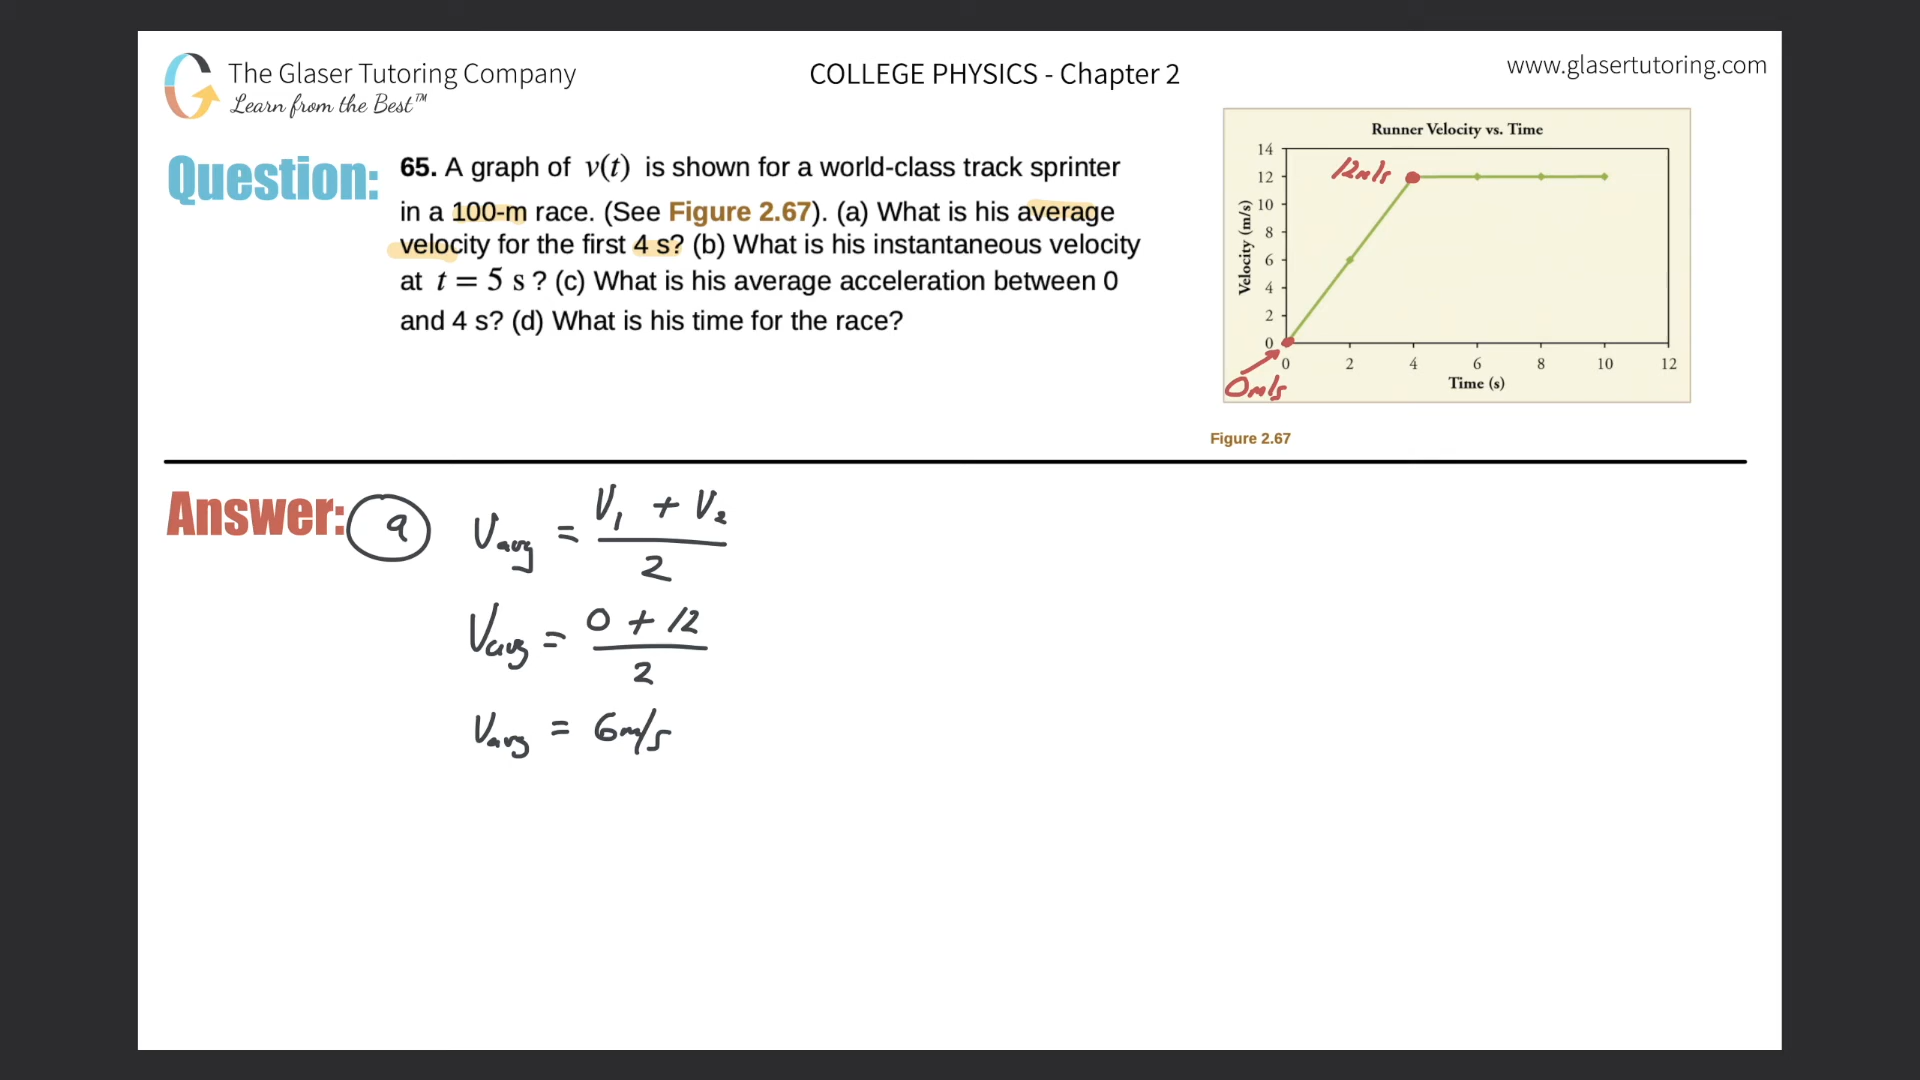 The Glaser Tutoring Company
Learn from the Best™
COLLEGE PHYSICS - Chapter 2
www.glasertutoring.com
Question:
65. A graph of v(t) is shown for a world-class track sprinter
in a 100-m race. (See Figure 2.67). (a) What is his average
velocity for the first 4 s? (b) What is his instantaneous velocity
at t = 5 s ? (c) What is his average acceleration between 0
and 4 s? (d) What is his time for the race?
Runner Velocity vs. Time
Velocity (m/s)
14
12
10
8
6
4
2
0
12m/s
0m/s
0 2 4 6 8 10 12
Time (s)
Figure 2.67
Answer:
a
Vavg = V1 + V2
2
Vavg = 0 + 12
2
Vavg = 6m/s